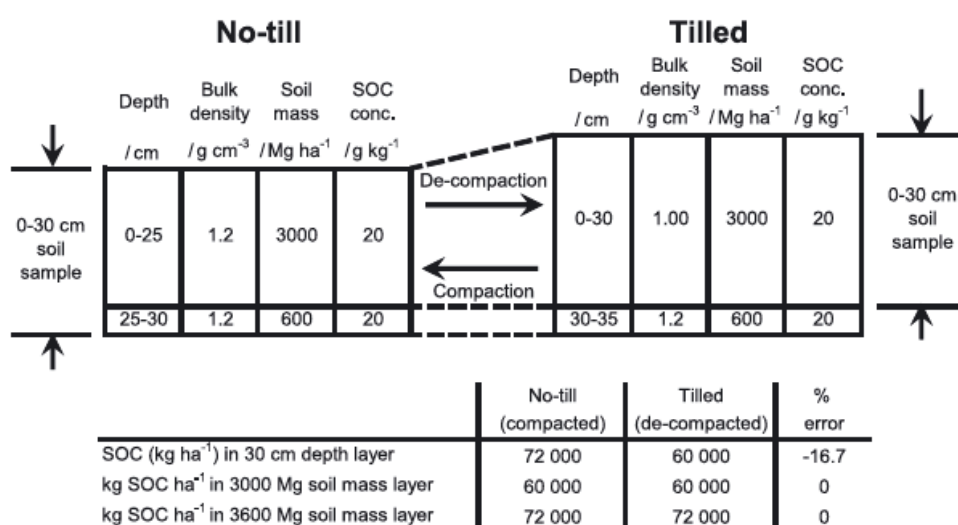 No-till
Tilled
Depth
/ cm
Bulk
density
/ g cm⁻³
Soil
mass
/Mg ha⁻¹
SOC
conc.
/g kg⁻¹
Depth
/ cm
Bulk
density
/ g cm⁻³
Soil
mass
/ Mg ha⁻¹
SOC
conc.
/ g kg⁻¹
0-30 cm
soil
sample
0-25 1.2 3000 20
25-30 1.2 600 20
De-compaction
Compaction
0-30 1.00 3000 20
30-35 1.2 600 20
0-30 cm
soil
sample
No-till Tilled %
(compacted) (de-compacted) error
SOC (kg ha⁻¹) in 30 cm depth layer 72 000 60 000 -16.7
kg SOC ha⁻¹ in 3000 Mg soil mass layer 60 000 60 000 0
kg SOC ha⁻¹ in 3600 Mg soil mass layer 72 000 72 000 0